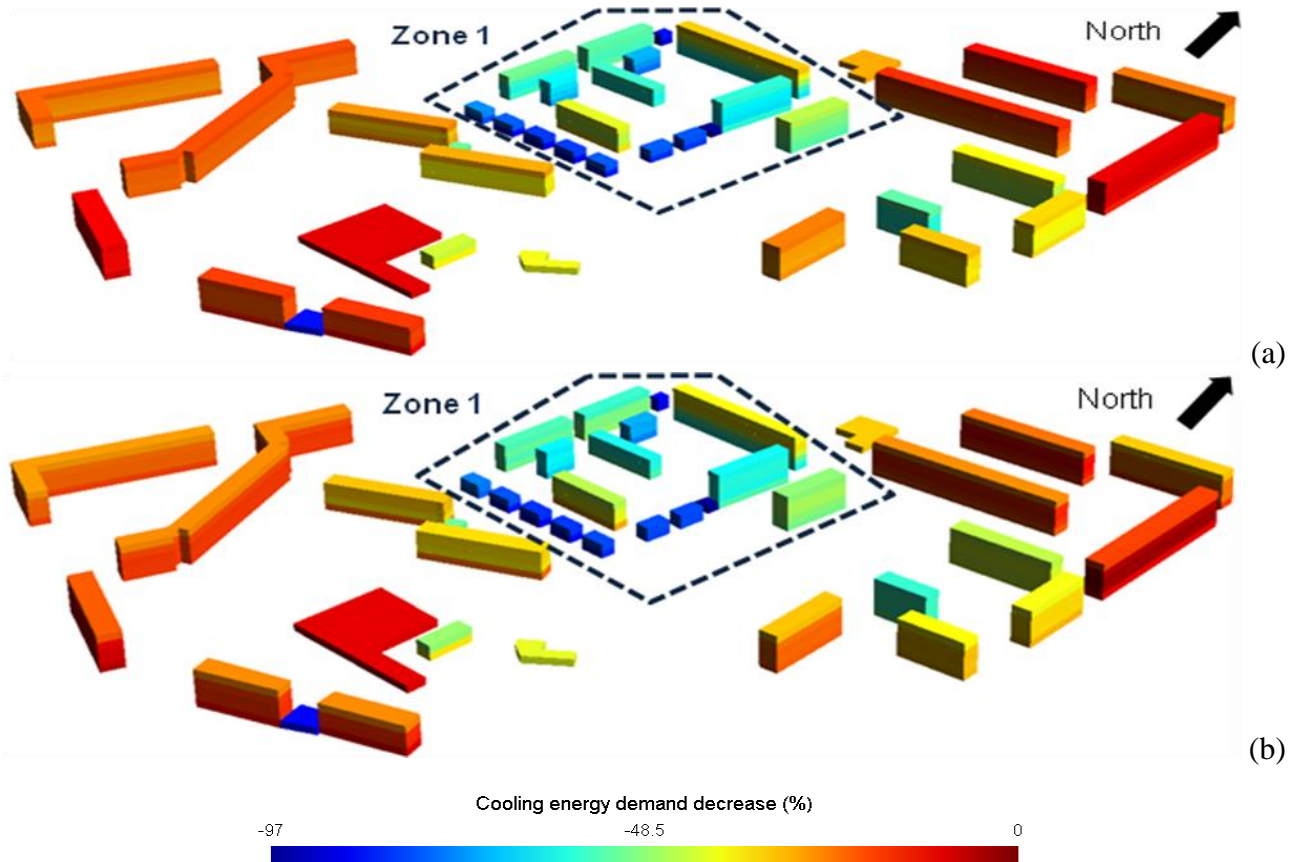 Zone 1
North
(a)
Zone 1
North
(b)
Cooling energy demand decrease (%)
-97 -48.5 0